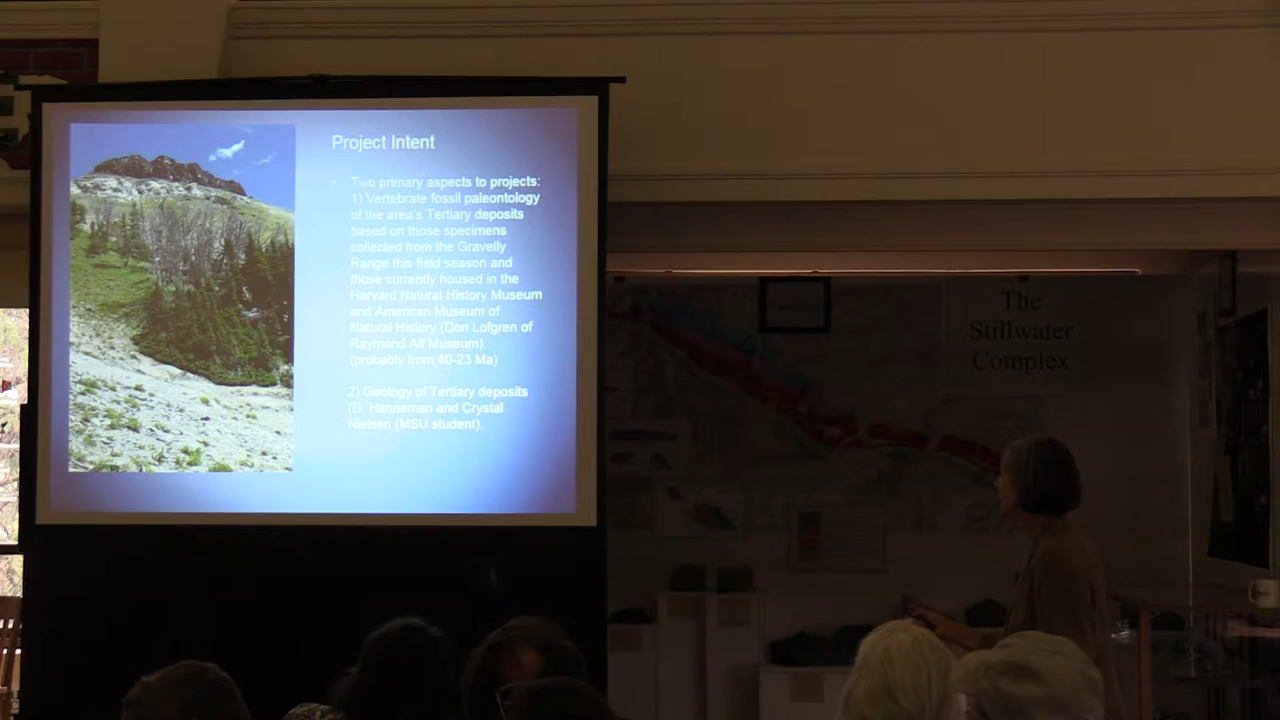 Project Intent
• Two primary aspects to projects:
1) Vertebrate fossil paleontology
of the area's Tertiary deposits
based on those specimens
collected from the Gravelly
Range this field season and
those currently housed in the
Harvard Natural History Museum
and American Museum of
Natural History (Don Lofgren of
Raymond Alf Museum).
(probably from 40-23 Ma)
2) Geology of Tertiary deposits
(D. Hanneman and Crystal
Nielsen (MSU student).
The
Stillwater
Complex